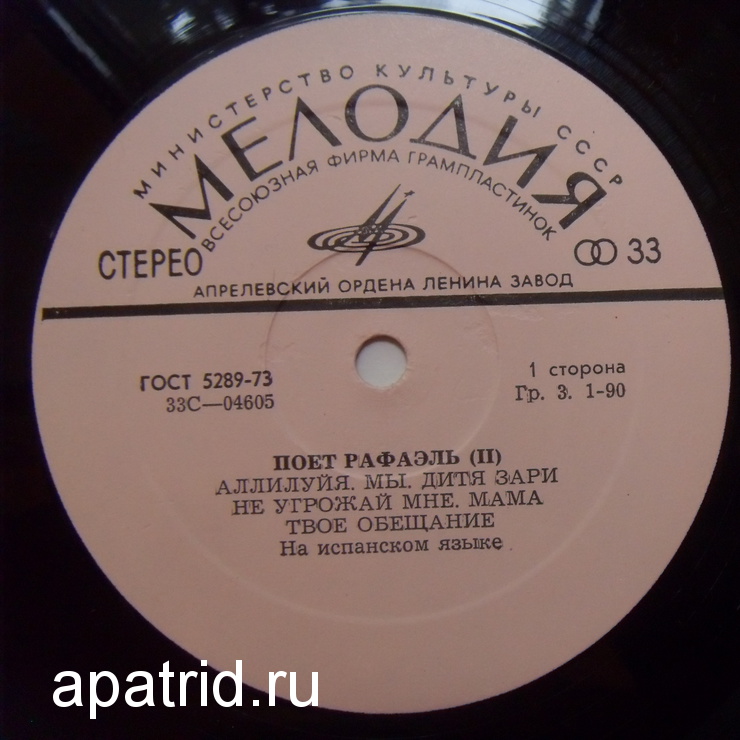 МИНИСТЕРСТВО КУЛЬТУРЫ СССР
МЕЛОДИЯ
ВСЕСОЮЗНАЯ ФИРМА ГРАМПЛАСТИНОК
СТЕРЕО
33
АПРЕЛЕВСКИЙ ОРДЕНА ЛЕНИНА ЗАВОД
ГОСТ 5289-73
33С—04605
1 сторона
Гр. 3. 1-90
ПОЕТ РАФАЭЛЬ (II)
АЛЛИЛУЙЯ. МЫ. ДИТЯ ЗАРИ
НЕ УГРОЖАЙ МНЕ. МАМА
ТВОЕ ОБЕЩАНИЕ
На испанском языке
apatrid.ru